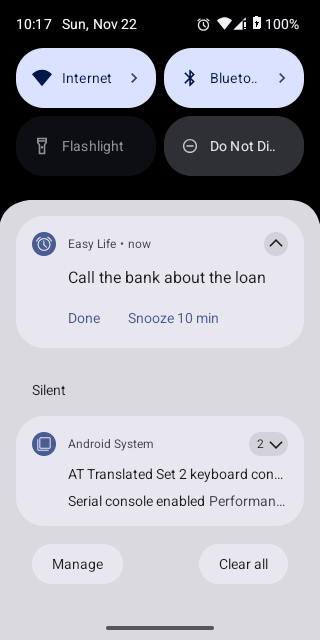 10:17 Sun, Nov 22 100%
Internet
Blueto..
Flashlight
Do Not Di..
Easy Life • now
Call the bank about the loan
Done Snooze 10 min
Silent
Android System 2
AT Translated Set 2 keyboard con...
Serial console enabled Performan...
Manage
Clear all